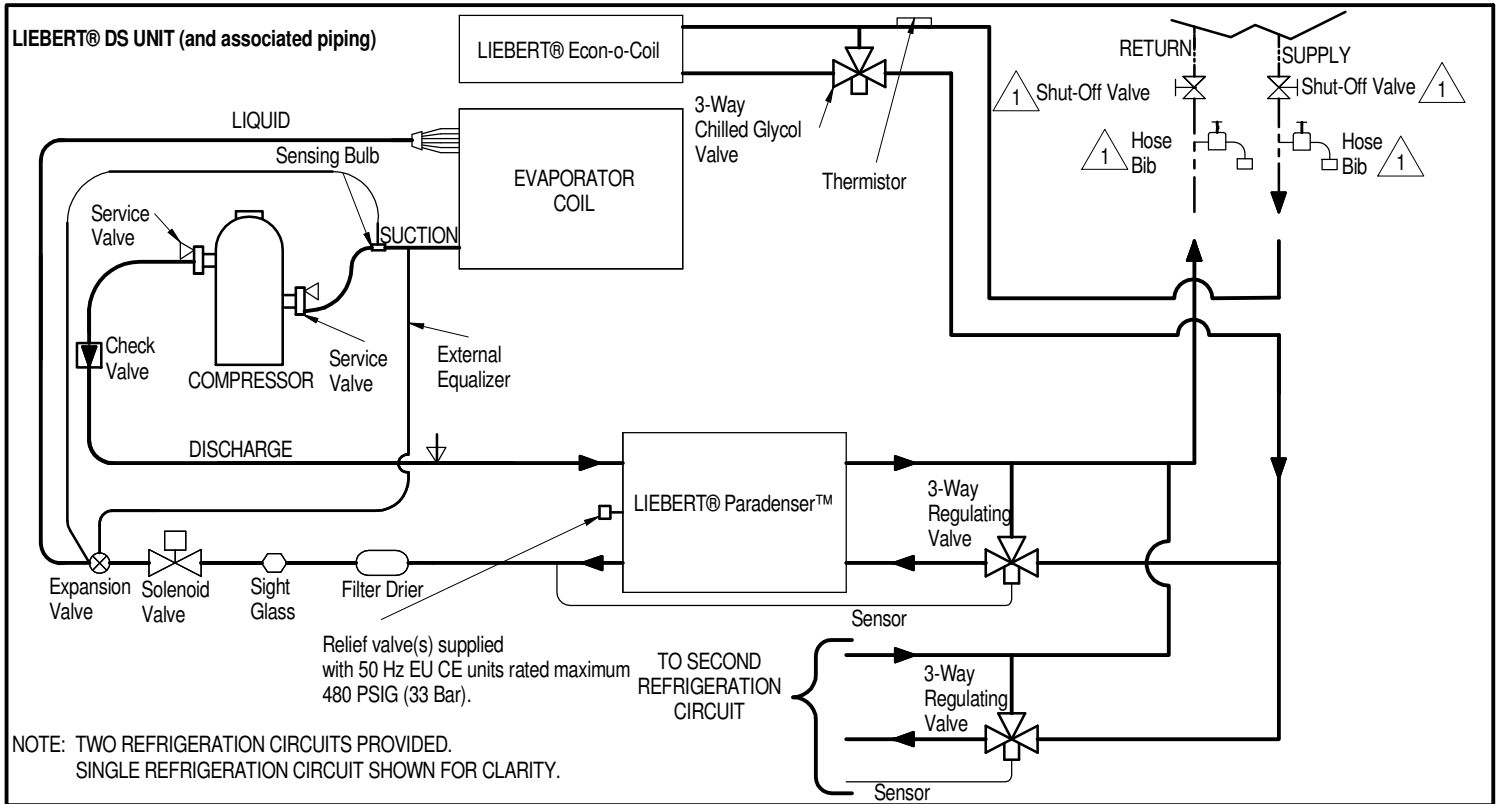 LIEBERT® DS UNIT (and associated piping)
LIEBERT® Econ-o-Coil
RETURN
SUPPLY
1
Shut-Off Valve
Shut-Off Valve
1
3-Way
Chilled Glycol
Valve
LIQUID
Sensing Bulb
1
Hose
Bib
Hose
Bib
1
Thermistor
EVAPORATOR
COIL
Service
Valve
SUCTION
Check
Valve
COMPRESSOR
Service
Valve
External
Equalizer
DISCHARGE
LIEBERT® Paradenser™
3-Way
Regulating
Valve
Expansion
Valve
Solenoid
Valve
Sight
Glass
Filter Drier
Sensor
Relief valve(s) supplied
with 50 Hz EU CE units rated maximum
480 PSIG (33 Bar).
TO SECOND
REFRIGERATION
CIRCUIT
3-Way
Regulating
Valve
Sensor
NOTE: TWO REFRIGERATION CIRCUITS PROVIDED.
SINGLE REFRIGERATION CIRCUIT SHOWN FOR CLARITY.